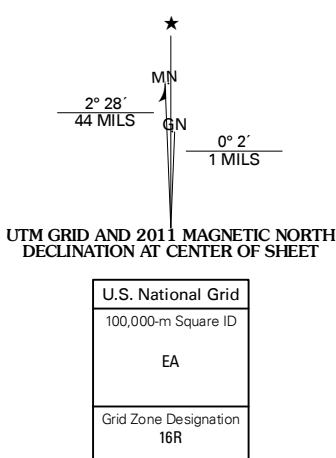 MN
2° 28´
44 MILS
GN
0° 2´
1 MILS
UTM GRID AND 2011 MAGNETIC NORTH
DECLINATION AT CENTER OF SHEET
U.S. National Grid
100,000-m Square ID
EA
Grid Zone Designation
16R